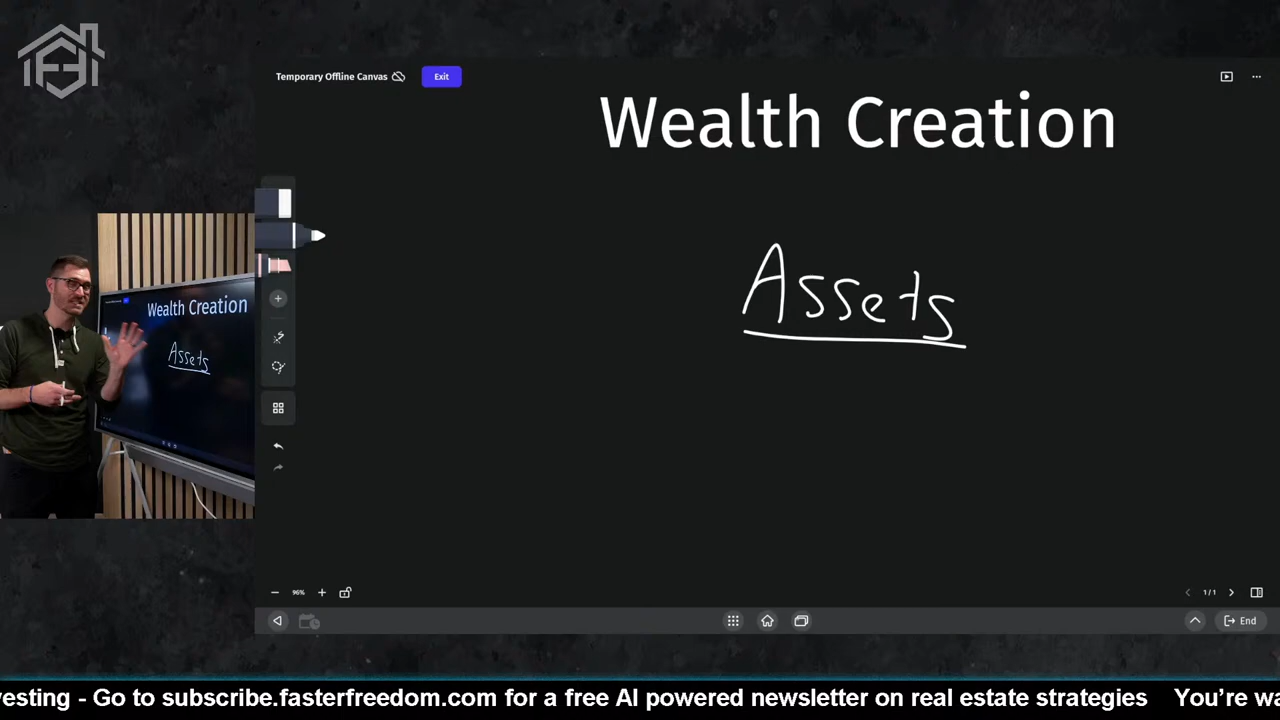 Temporary Offline Canvas
Exit
Wealth Creation
Assets
Wealth Creation
Assets
96%
1/1
End
vesting - Go to subscribe.fasterfreedom.com for a free AI powered newsletter on real estate strategies You’re wa